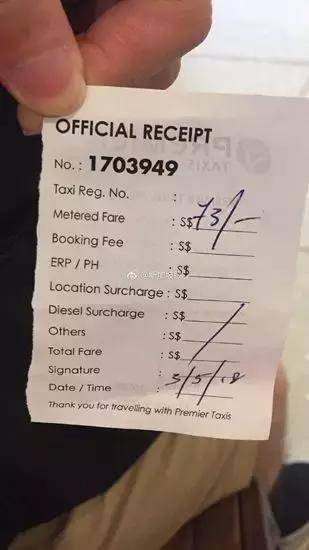 OFFICIAL RECEIPT
No. : 1703949
Taxi Reg. No. :
Metered Fare : S$ 73/-
Booking Fee : S$
ERP / PH : S$
Location Surcharge : S$
Diesel Surcharge : S$
Others : S$
Total Fare : S$
Signature :
Date / Time : 3/5/18
Thank you for travelling with Premier Taxis